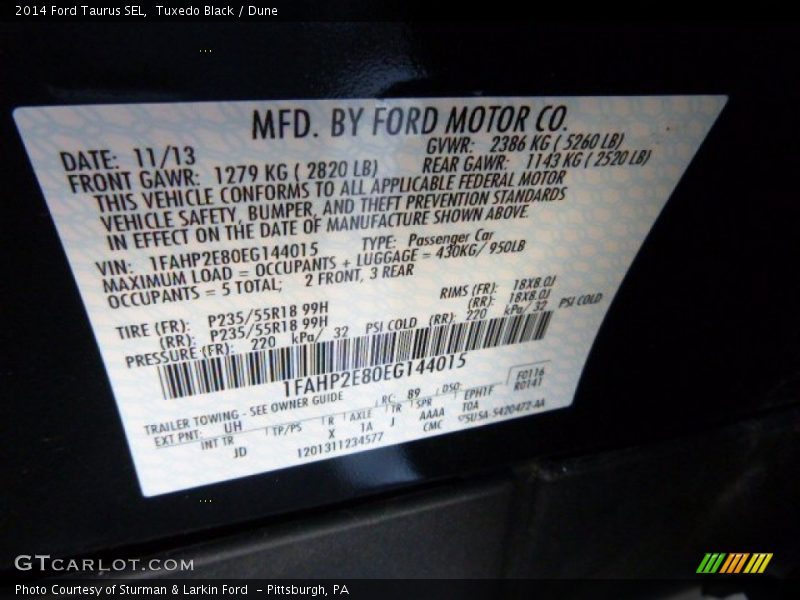 2014 Ford Taurus SEL,  Tuxedo Black / Dune
MFD. BY FORD MOTOR CO.
DATE: 11/13 GVWR: 2386 KG ( 5260 LB)
FRONT GAWR: 1279 KG ( 2820 LB) REAR GAWR: 1143 KG ( 2520 LB)
THIS VEHICLE CONFORMS TO ALL APPLICABLE FEDERAL MOTOR
VEHICLE SAFETY, BUMPER, AND THEFT PREVENTION STANDARDS
IN EFFECT ON THE DATE OF MANUFACTURE SHOWN ABOVE.
VIN: 1FAHP2E80EG144015 TYPE: Passenger Car
MAXIMUM LOAD = OCCUPANTS + LUGGAGE = 430KG/ 950LB
OCCUPANTS = 5 TOTAL; 2 FRONT, 3 REAR
TIRE (FR): P235/55R18 99H RIMS (FR): 18X8.0J
(RR): P235/55R18 99H (RR): 18X8.0J
PRESSURE (FR): 220 kPa/ 32 PSI COLD (RR): 220 kPa/ 32 PSI COLD
1FAHP2E80EG144015
TRAILER TOWING - SEE OWNER GUIDE RC: 89 DSO: F0116
EXT PNT: UH EPHTF R0141
INT TR TP/PS R AXLE TR SPR T0A
JD X 1A J AAAA
1201311234577 CMC 5U5A-5420472-AA
GTCARLOT.COM
Photo Courtesy of Sturman & Larkin Ford  - Pittsburgh, PA